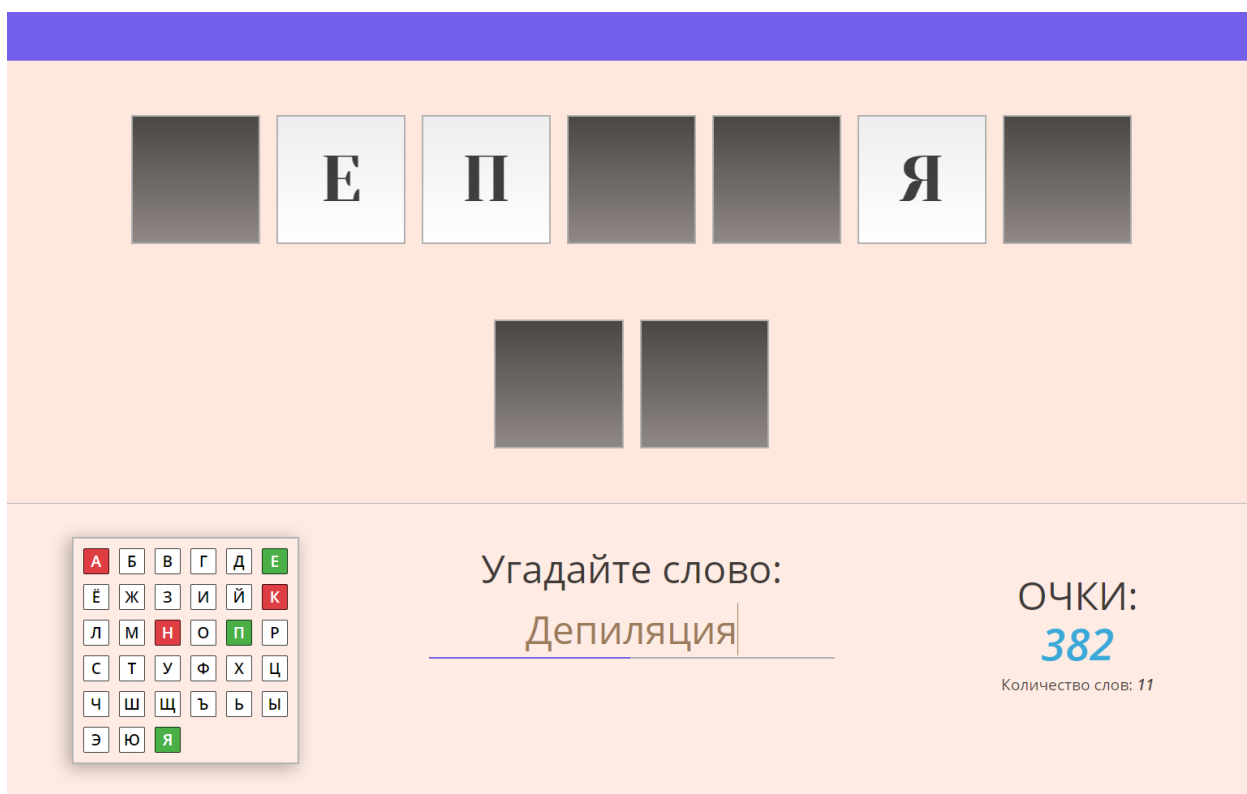 Е П Я
Угадайте слово:
Депиляция
ОЧКИ:
382
Количество слов: 11
А Б В Г Д Е
Ё Ж З И Й К
Л М Н О П Р
С Т У Ф Х Ц
Ч Ш Щ Ъ Ь Ы
Э Ю Я